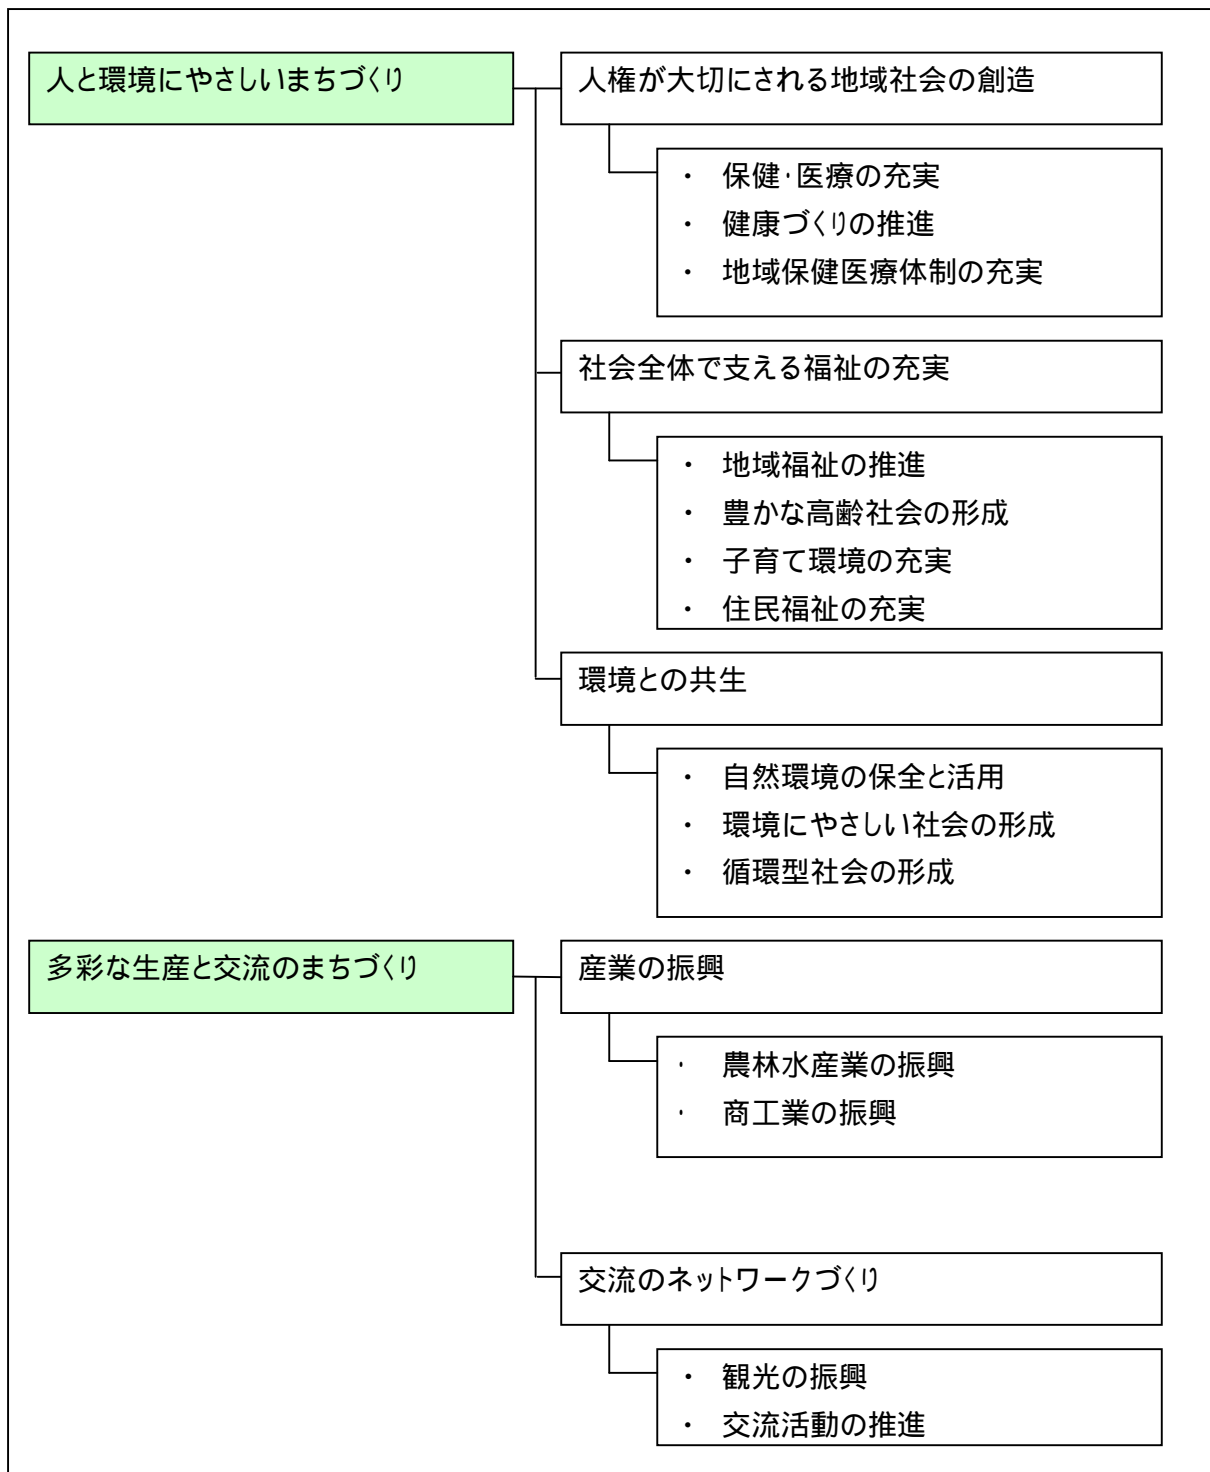 人と環境にやさしいまちづくり
人権が大切にされる地域社会の創造
・ 保健・医療の充実
・ 健康づくりの推進
・ 地域保健医療体制の充実
社会全体で支える福祉の充実
・ 地域福祉の推進
・ 豊かな高齢社会の形成
・ 子育て環境の充実
・ 住民福祉の充実
環境との共生
・ 自然環境の保全と活用
・ 環境にやさしい社会の形成
・ 循環型社会の形成
多彩な生産と交流のまちづくり
産業の振興
・ 農林水産業の振興
・ 商工業の振興
交流のネットワークづくり
・ 観光の振興
・ 交流活動の推進